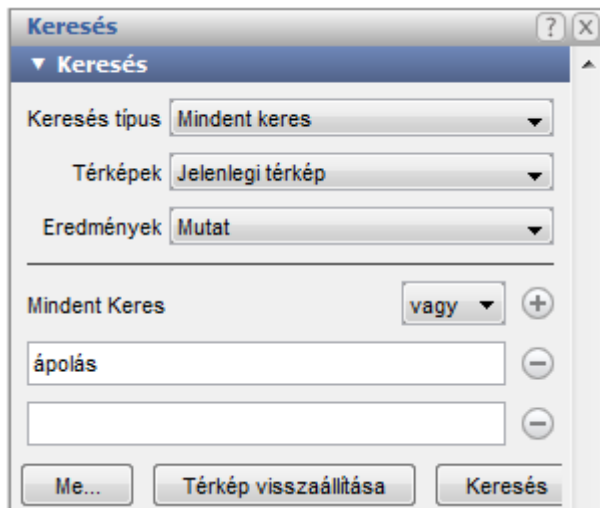 Keresés
Keresés
Keresés típus Mindent keres
Térképek Jelenlegi térkép
Eredmények Mutat
Mindent Keres vagy
ápolás
Me... Térkép visszaállítása Keresés